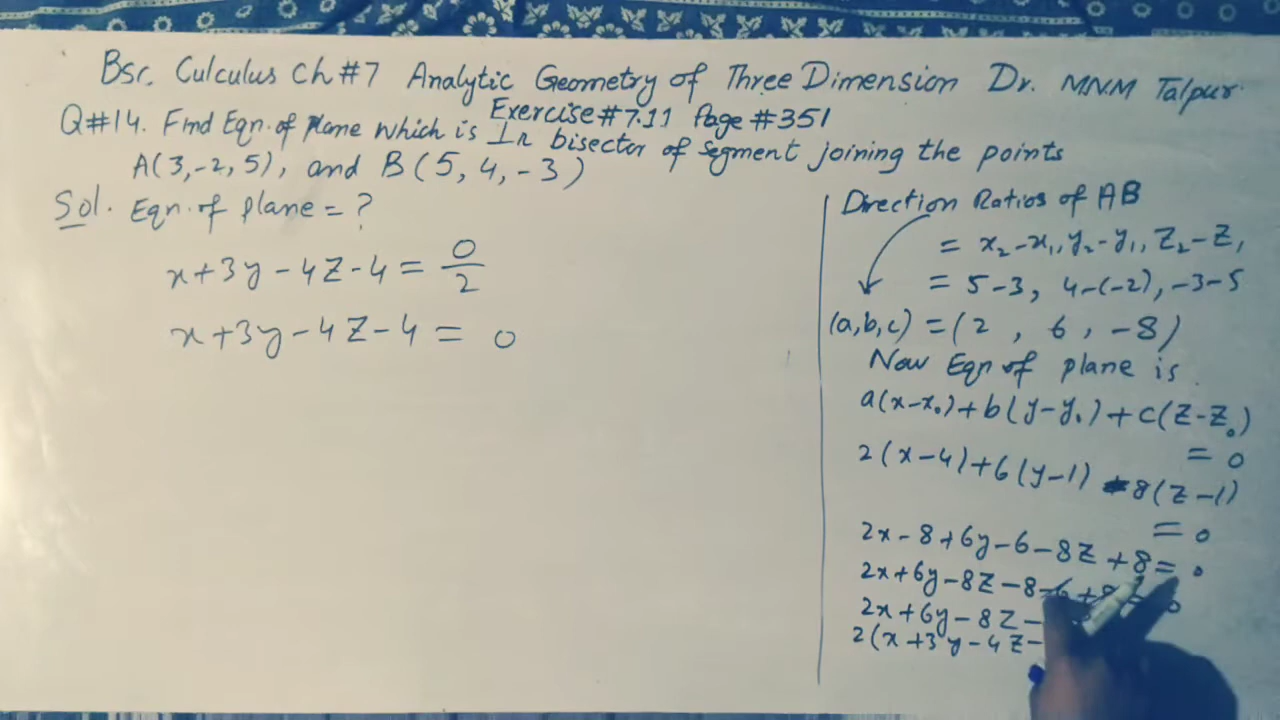 Bsc. Culculus Ch#7 Analytic Geometry of Three Dimension Dr. MNM Talpur
Exercise#7.11 Page #351
Q#14. Find Eqn. of plane which is ⊥R bisector of segment joining the points
A(3,-2,5), and B(5,4,-3)
Sol. Eqn. of plane = ?
x+3y-4z-4 = 0/2
x+3y-4z-4 = 0
Direction Ratios of AB
= x₂-x₁, y₂-y₁, z₂-z₁
= 5-3, 4-(-2), -3-5
(a,b,c) = (2, 6, -8)
Now Eqn of plane is
a(x-x₀)+b(y-y₀)+c(z-z₀)
= 0
2(x-4)+6(y-1) -8(z-1)
= 0
2x-8+6y-6-8z+8=0
2x+6y-8z-8-6+8=0
2x+6y-8z-
2(x+3y-4z-